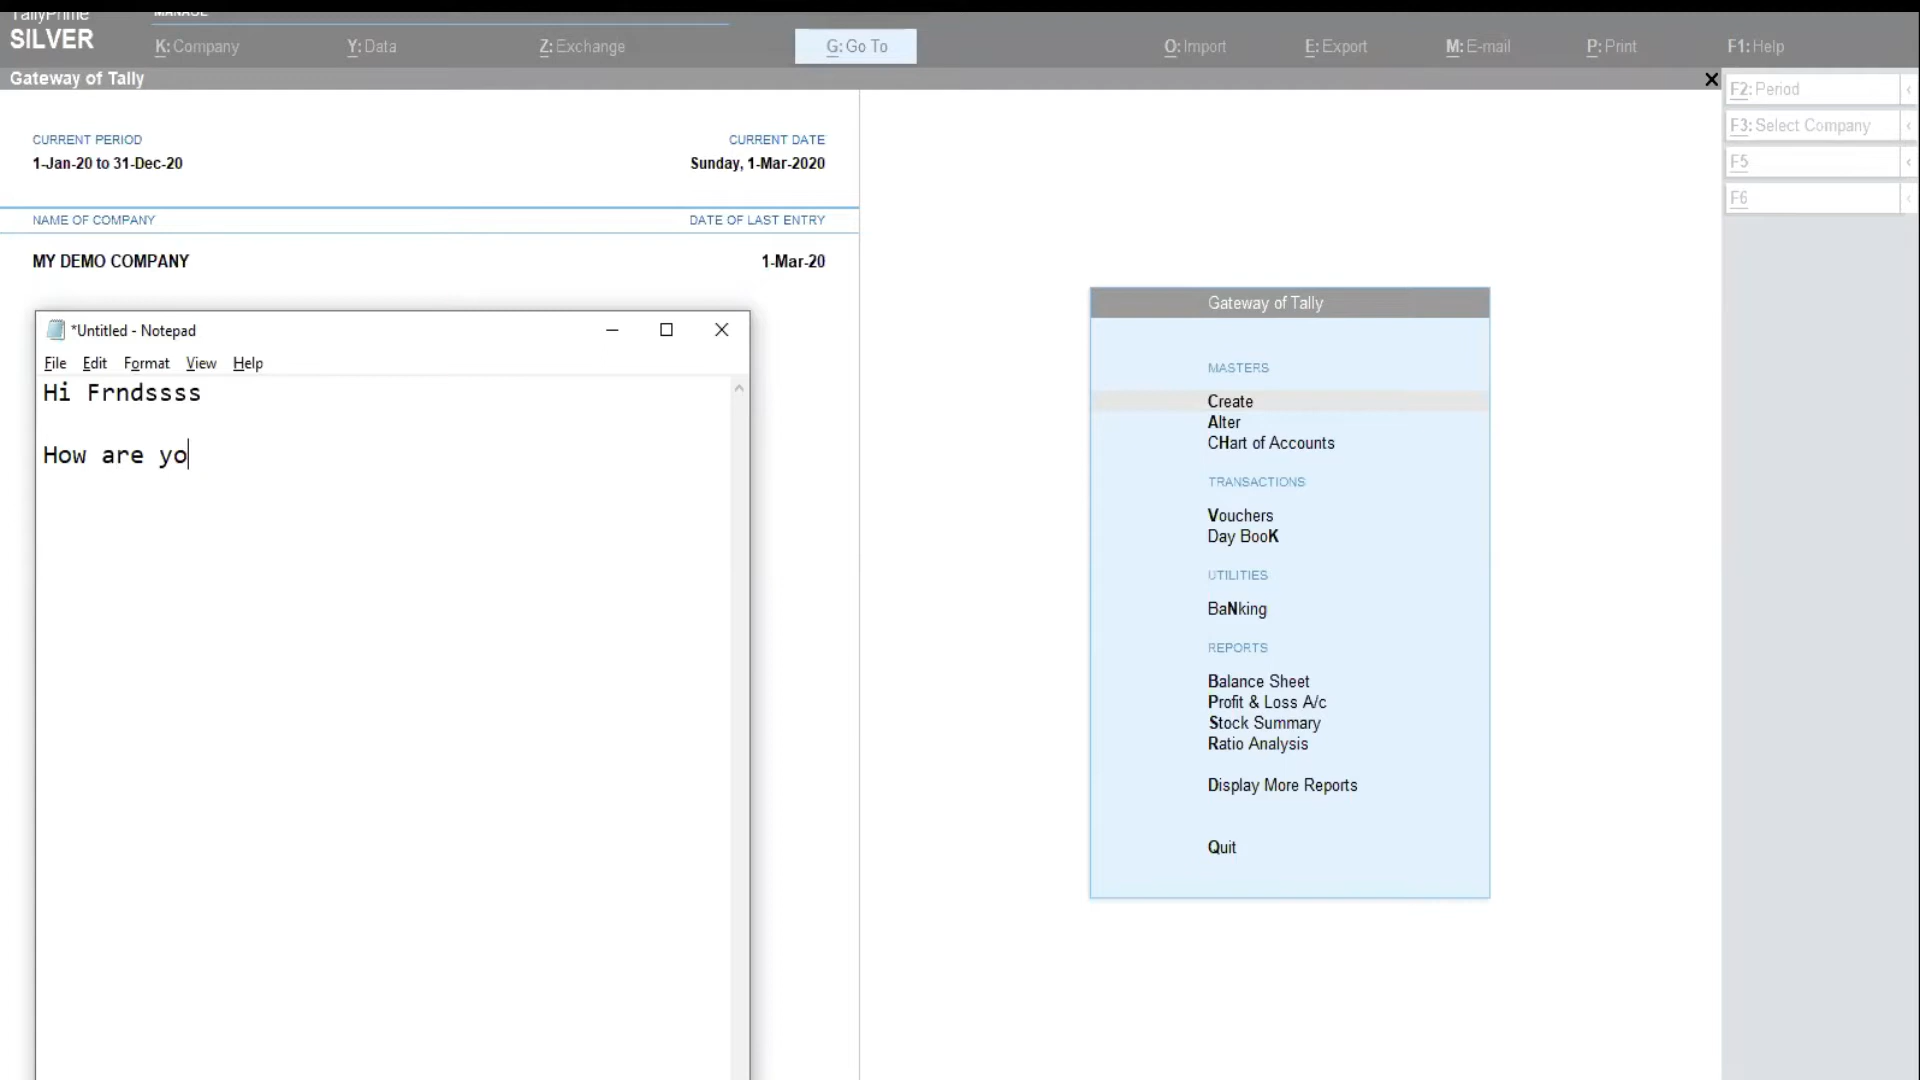 TallyPrime
MANAGE
SILVER
K: Company
Y: Data
Z: Exchange
G: Go To
O: Import
E: Export
M: E-mail
P: Print
F1: Help
Gateway of Tally
F2: Period
F3: Select Company
F5
F6
CURRENT PERIOD
CURRENT DATE
1-Jan-20 to 31-Dec-20
Sunday, 1-Mar-2020
NAME OF COMPANY
DATE OF LAST ENTRY
MY DEMO COMPANY
1-Mar-20
*Untitled - Notepad
File Edit Format View Help
Hi Frndssss
How are yo
Gateway of Tally
MASTERS
Create
Alter
CHart of Accounts
TRANSACTIONS
Vouchers
Day BooK
UTILITIES
BaNking
REPORTS
Balance Sheet
Profit & Loss A/c
Stock Summary
Ratio Analysis
Display More Reports
Quit